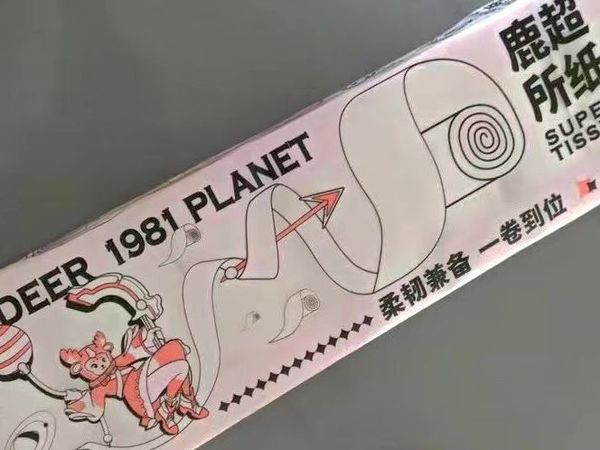 DEER 1981 PLANET
鹿超
所纸
SUPE
TISS
柔韧兼备 一卷到位